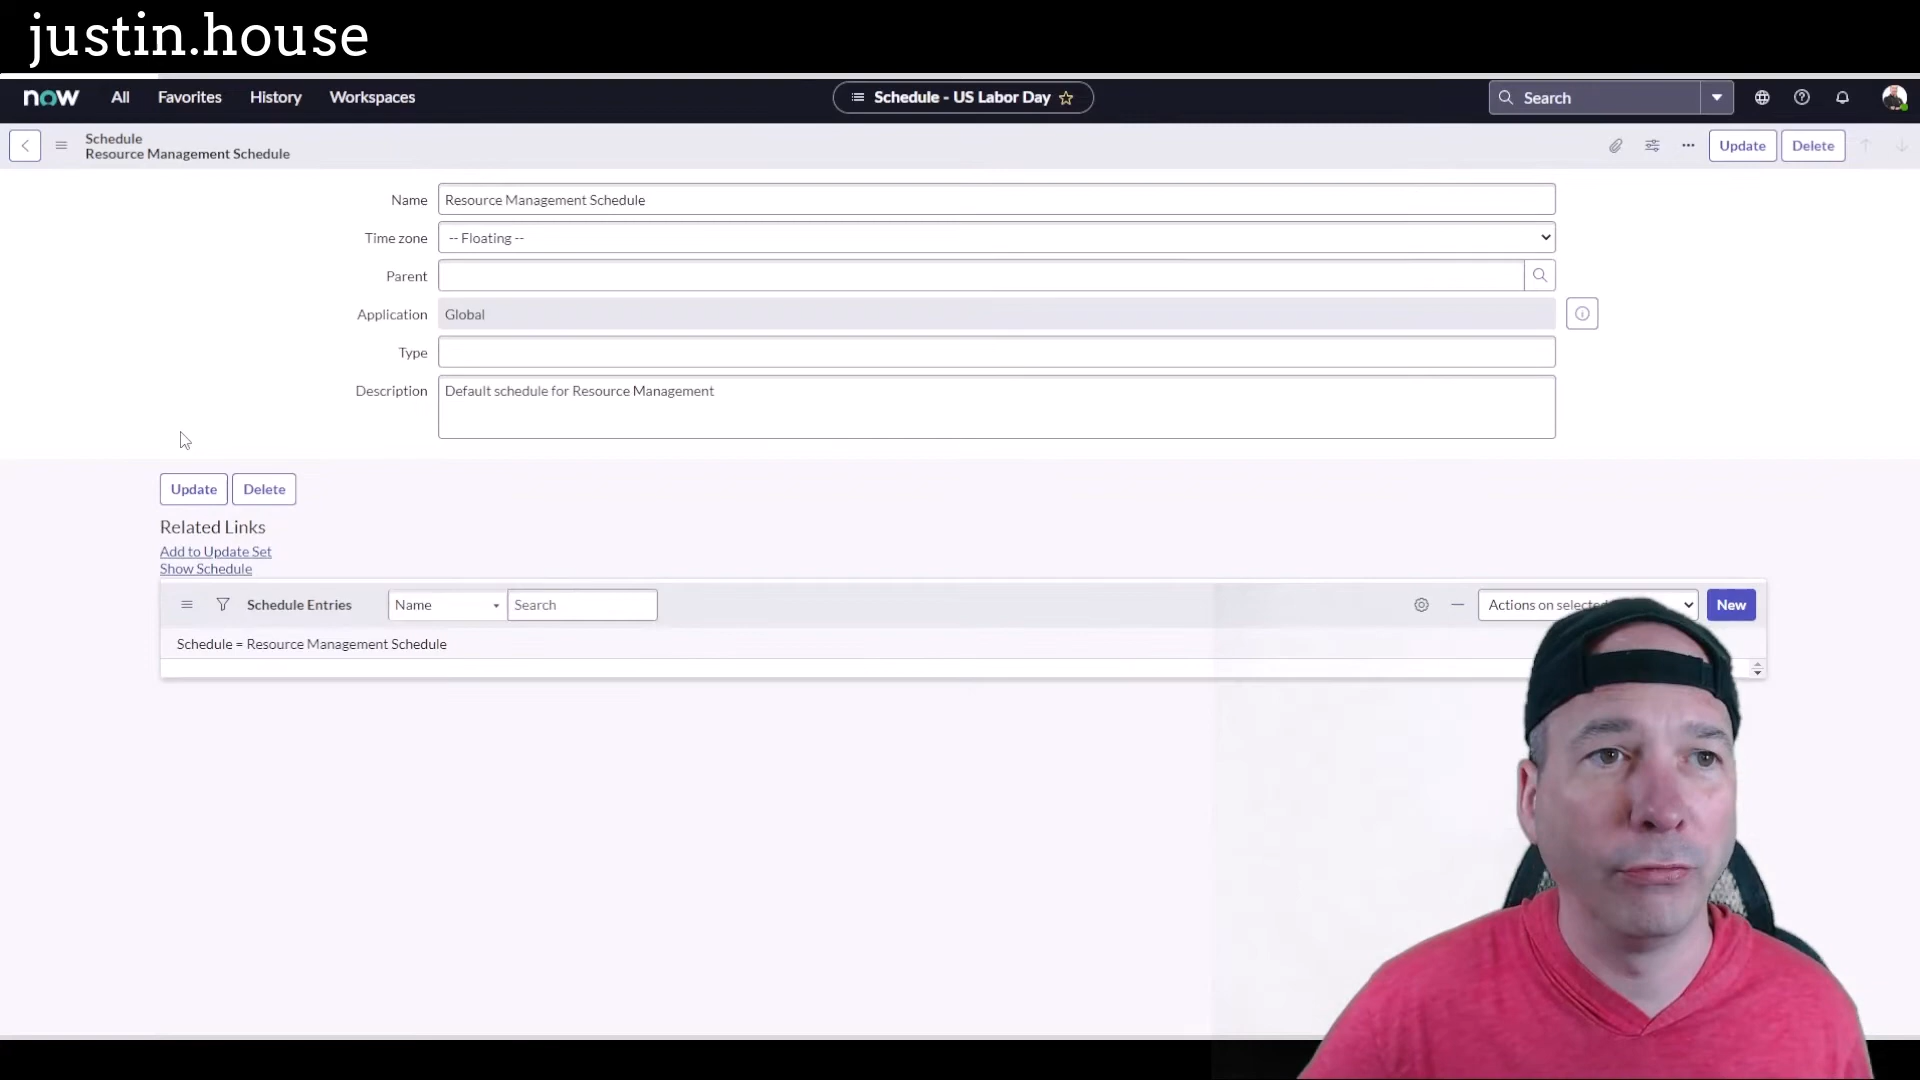 justin.house
now All Favorites History Workspaces Schedule - US Labor Day Search
Schedule
Resource Management Schedule
Update Delete
Name Resource Management Schedule
Time zone -- Floating --
Parent
Application Global
Type
Description Default schedule for Resource Management
Update Delete
Related Links
Add to Update Set
Show Schedule
Schedule Entries Name Search Actions on selected New
Schedule = Resource Management Schedule